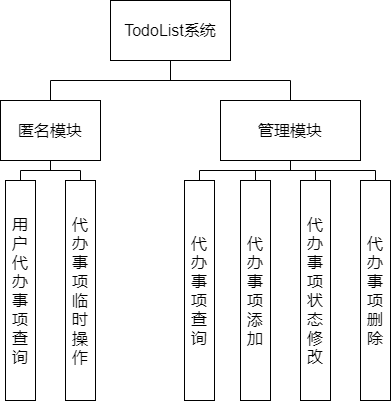 TodoList系统
匿名模块
管理模块
用户代办事项查询
代办事项临时操作
代办事项查询
代办事项添加
代办事项状态修改
代办事项删除